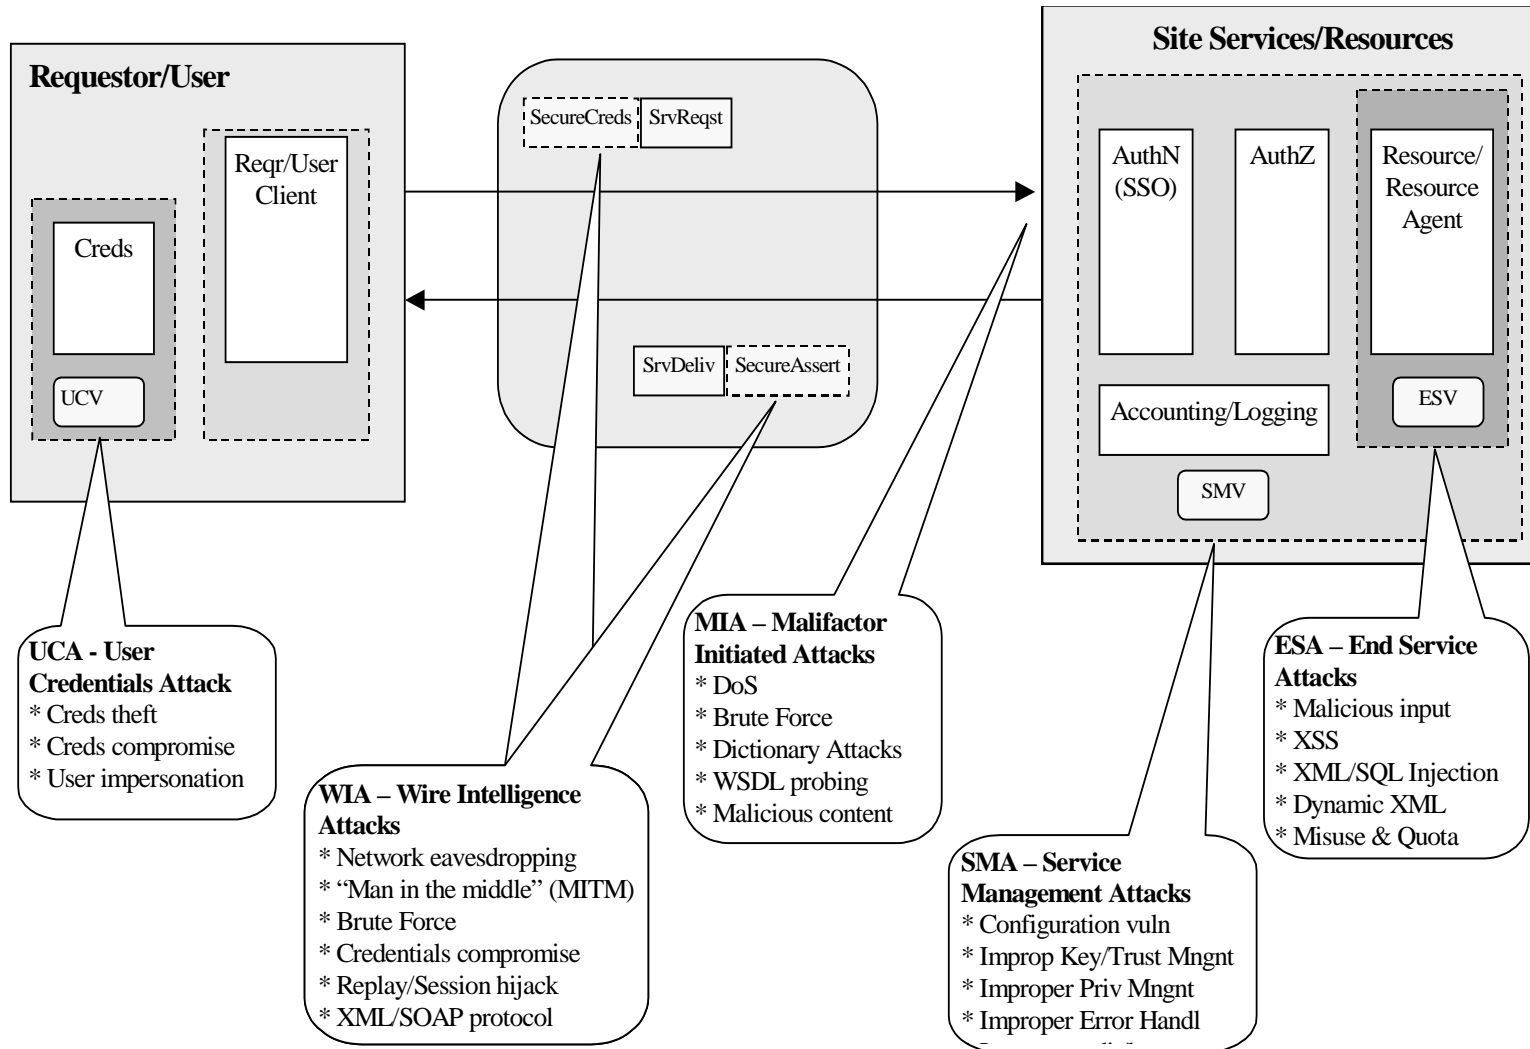 Requestor/User
Reqr/User
Client
Creds
UCV
SecureCreds
SrvReqst
SrvDeliv
SecureAssert
Site Services/Resources
AuthN
(SSO)
AuthZ
Resource/
Resource
Agent
Accounting/Logging
ESV
SMV
UCA - User
Credentials Attack
* Creds theft
* Creds compromise
* User impersonation
WIA – Wire Intelligence
Attacks
* Network eavesdropping
* “Man in the middle” (MITM)
* Brute Force
* Credentials compromise
* Replay/Session hijack
* XML/SOAP protocol
MIA – Malifactor
Initiated Attacks
* DoS
* Brute Force
* Dictionary Attacks
* WSDL probing
* Malicious content
SMA – Service
Management Attacks
* Configuration vuln
* Improp Key/Trust Mngnt
* Improper Priv Mngnt
* Improper Error Handl
ESA – End Service
Attacks
* Malicious input
* XSS
* XML/SQL Injection
* Dynamic XML
* Misuse & Quota